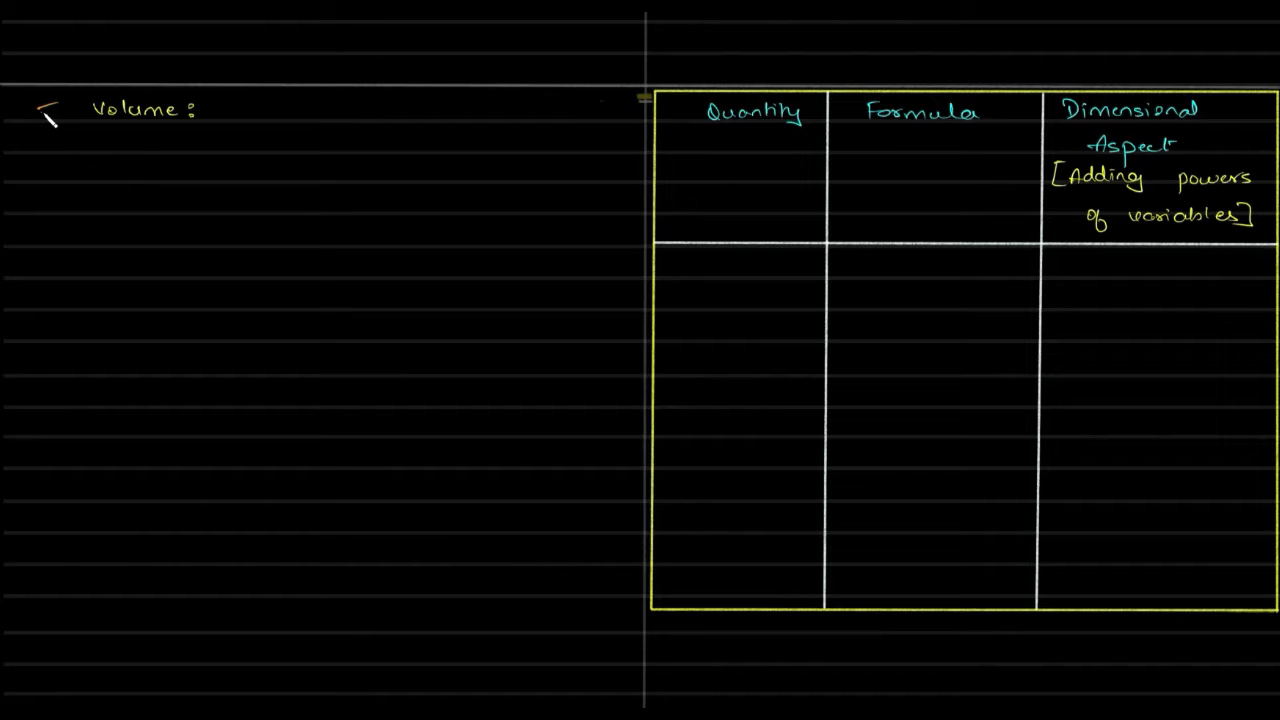 Volume :
Quantity Formula Dimensional
Aspect
[Adding powers
of variables]